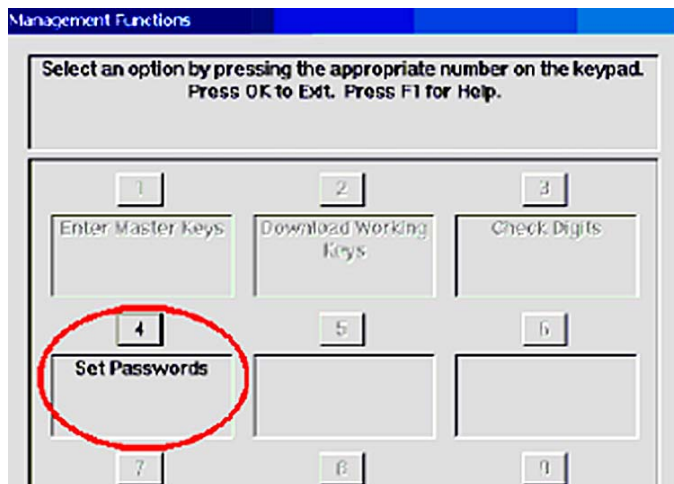 Management Functions
Select an option by pressing the appropriate number on the keypad.
Press OK to Exit. Press F1 for Help.
1 2 3
Enter Master Keys Download Working Check Digits
Keys
4 5 6
Set Passwords
7 8 9